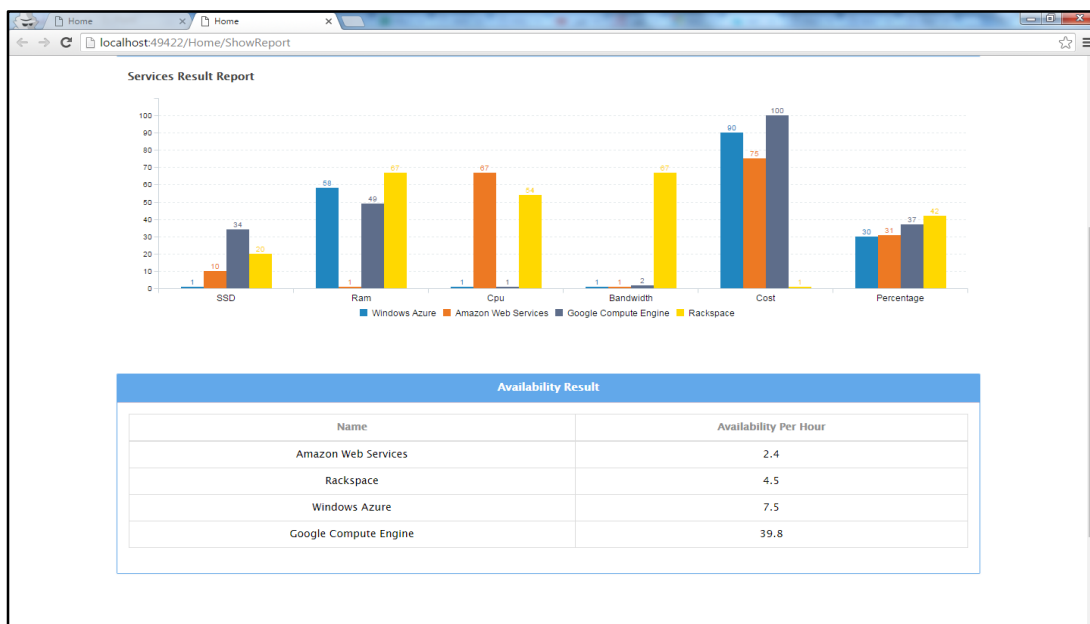 Home
Home
localhost:49422/Home/ShowReport
Services Result Report
100
90
80
70
60
50
40
30
20
10
0
1 10 34 20
58 1 49 67
1 67 1 54
1 1 2 67
90 75 100 1
30 31 37 42
SSD Ram Cpu Bandwidth Cost Percentage
Windows Azure Amazon Web Services Google Compute Engine Rackspace
Availability Result
Name Availability Per Hour
Amazon Web Services 2.4
Rackspace 4.5
Windows Azure 7.5
Google Compute Engine 39.8